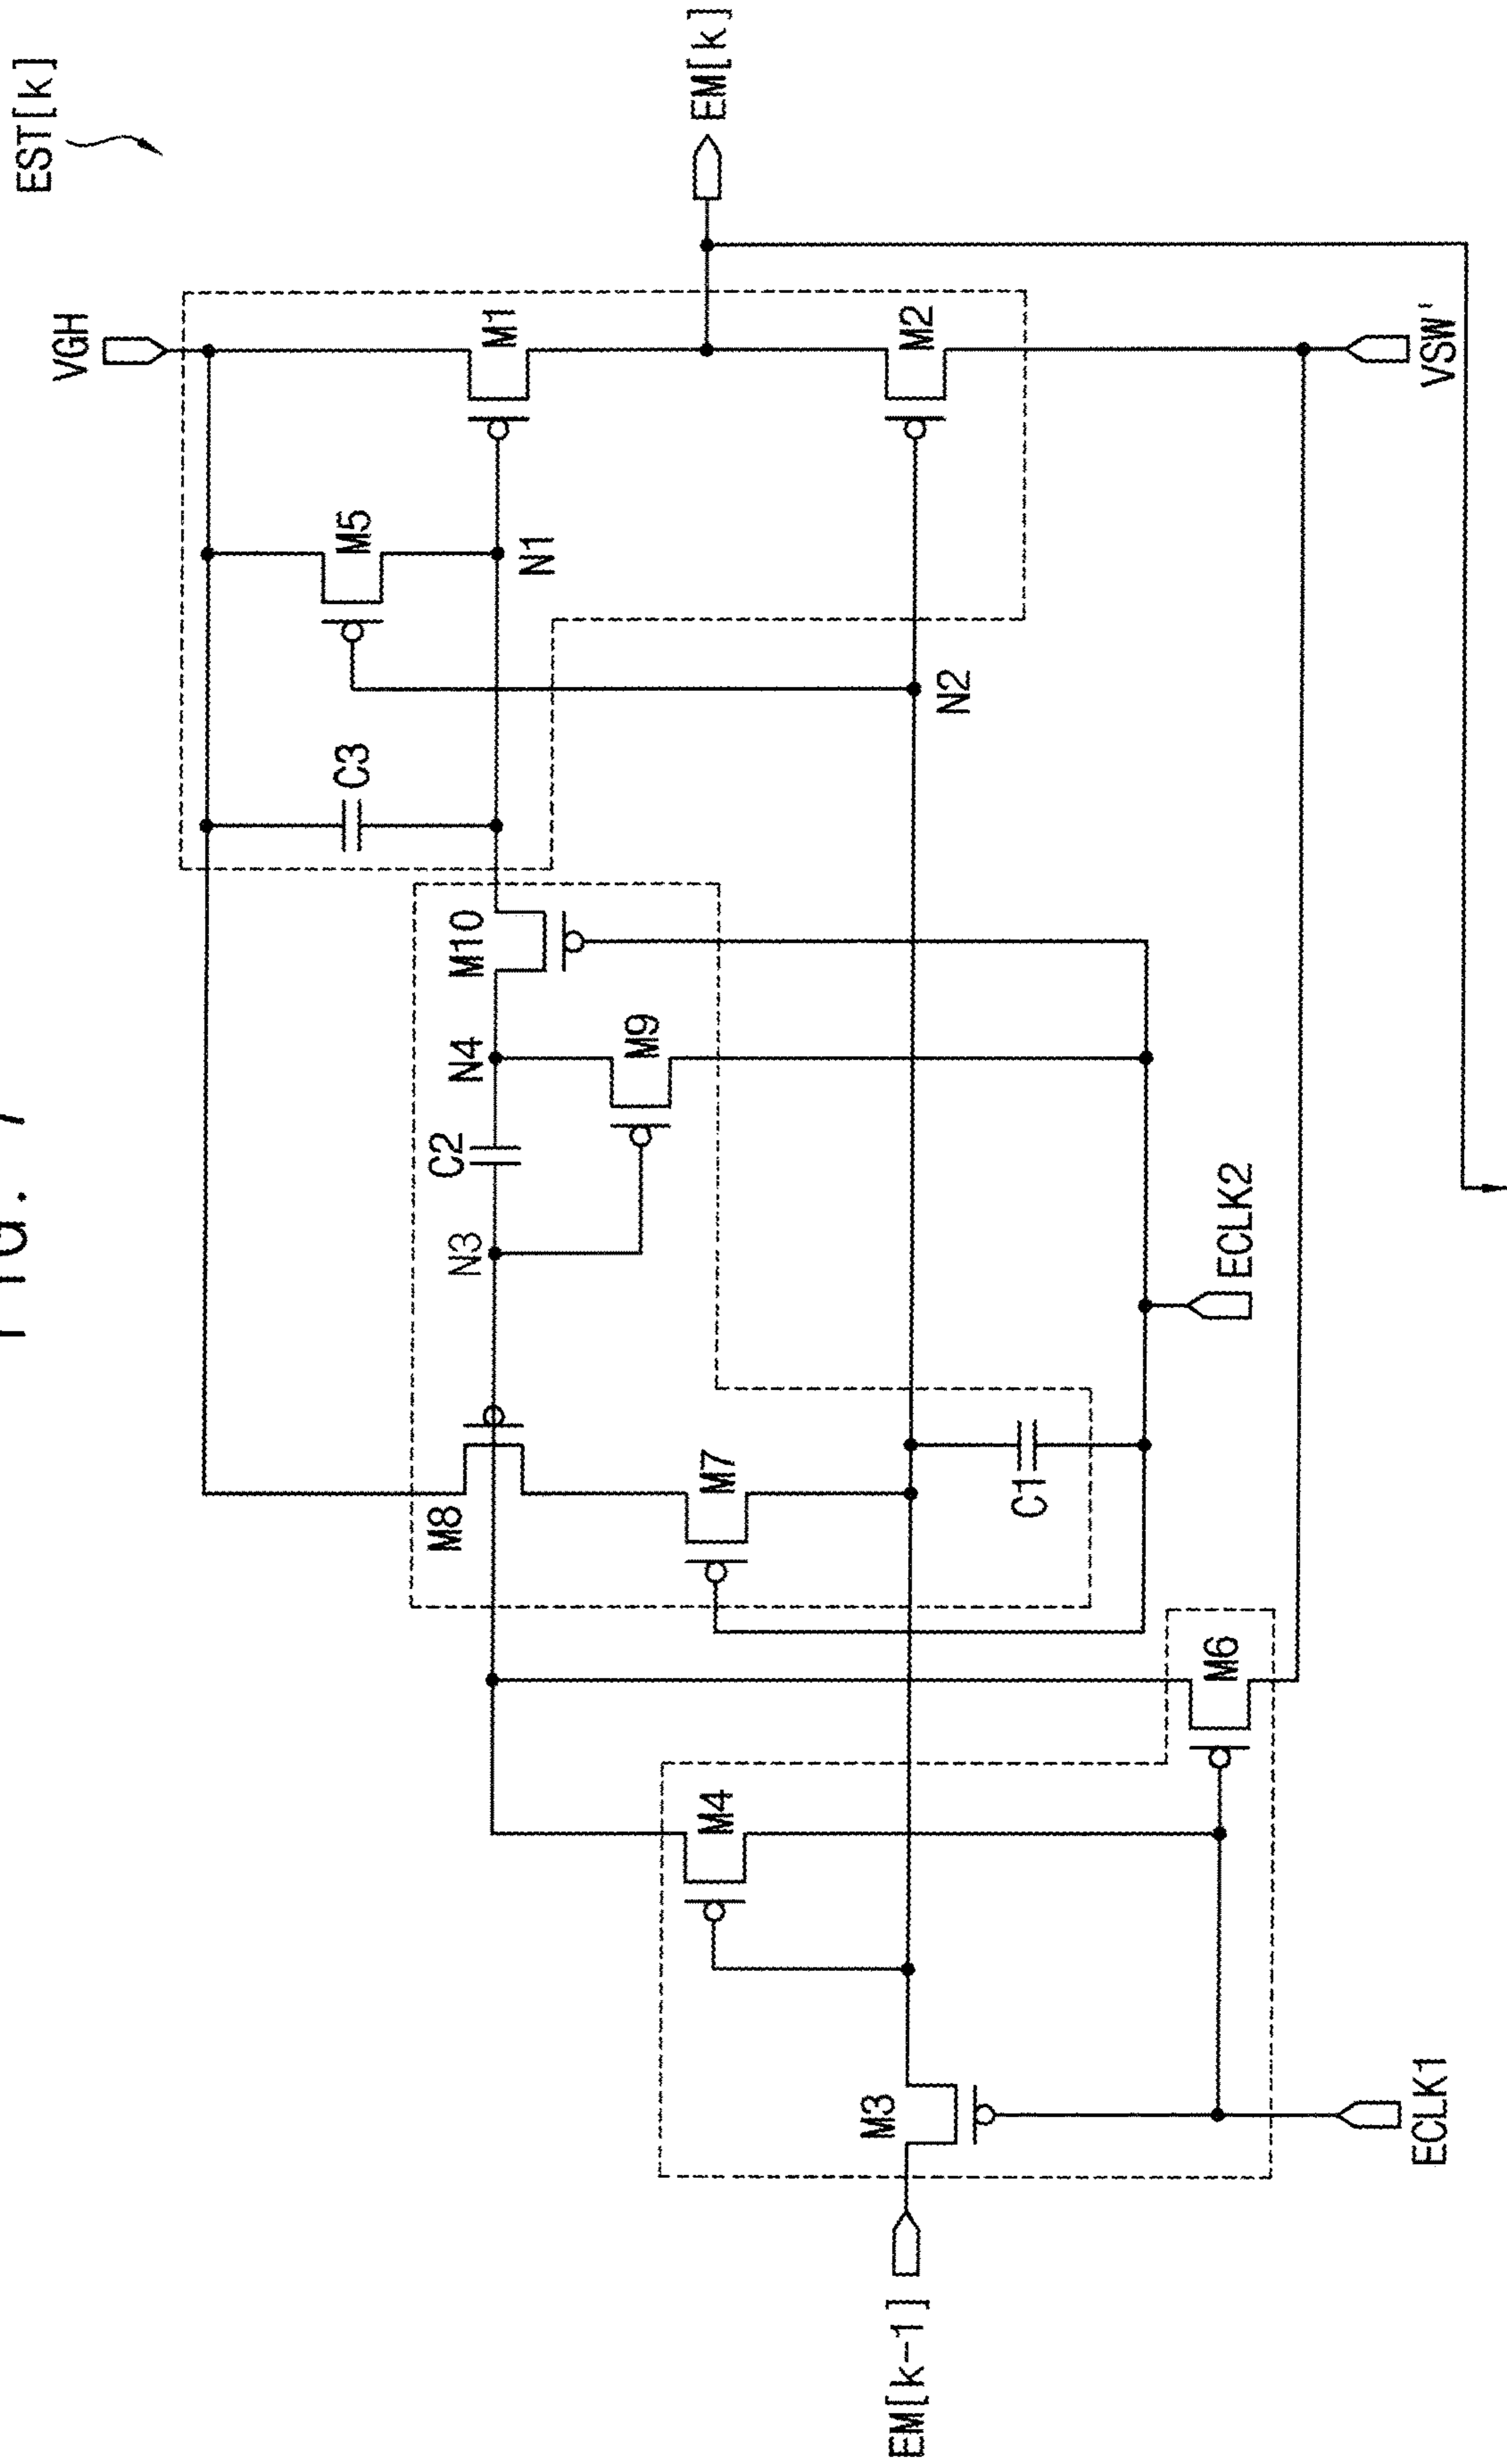 FIG. 7
EST[k]
VGH
M1
EM[k]
M2
VSW'
M5
N1
N2
C3
M10
N4
M9
C2
N3
ECLK2
M8
M7
C1
M6
M4
M3
ECLK1
EM[k-1]